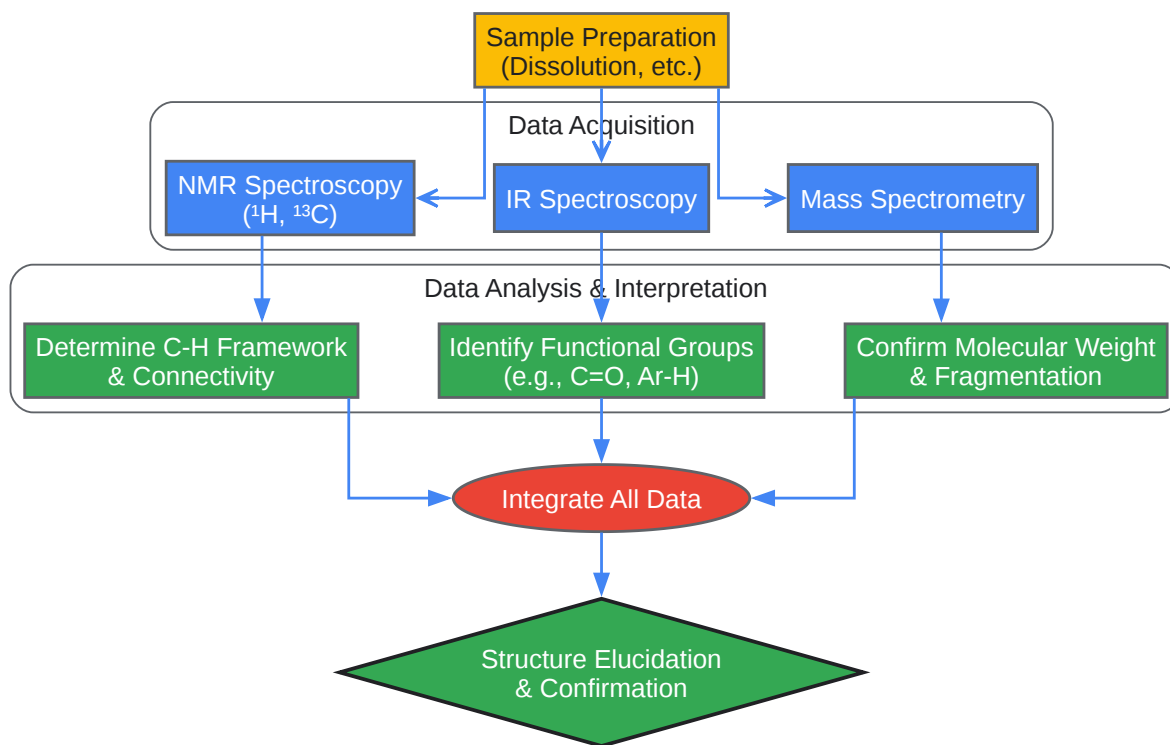 Sample Preparation
(Dissolution, etc.)
Data Acquisition
NMR Spectroscopy
(¹H, ¹³C)
IR Spectroscopy
Mass Spectrometry
Data Analysis & Interpretation
Determine C-H Framework
& Connectivity
Identify Functional Groups
(e.g., C=O, Ar-H)
Confirm Molecular Weight
& Fragmentation
Integrate All Data
Structure Elucidation
& Confirmation